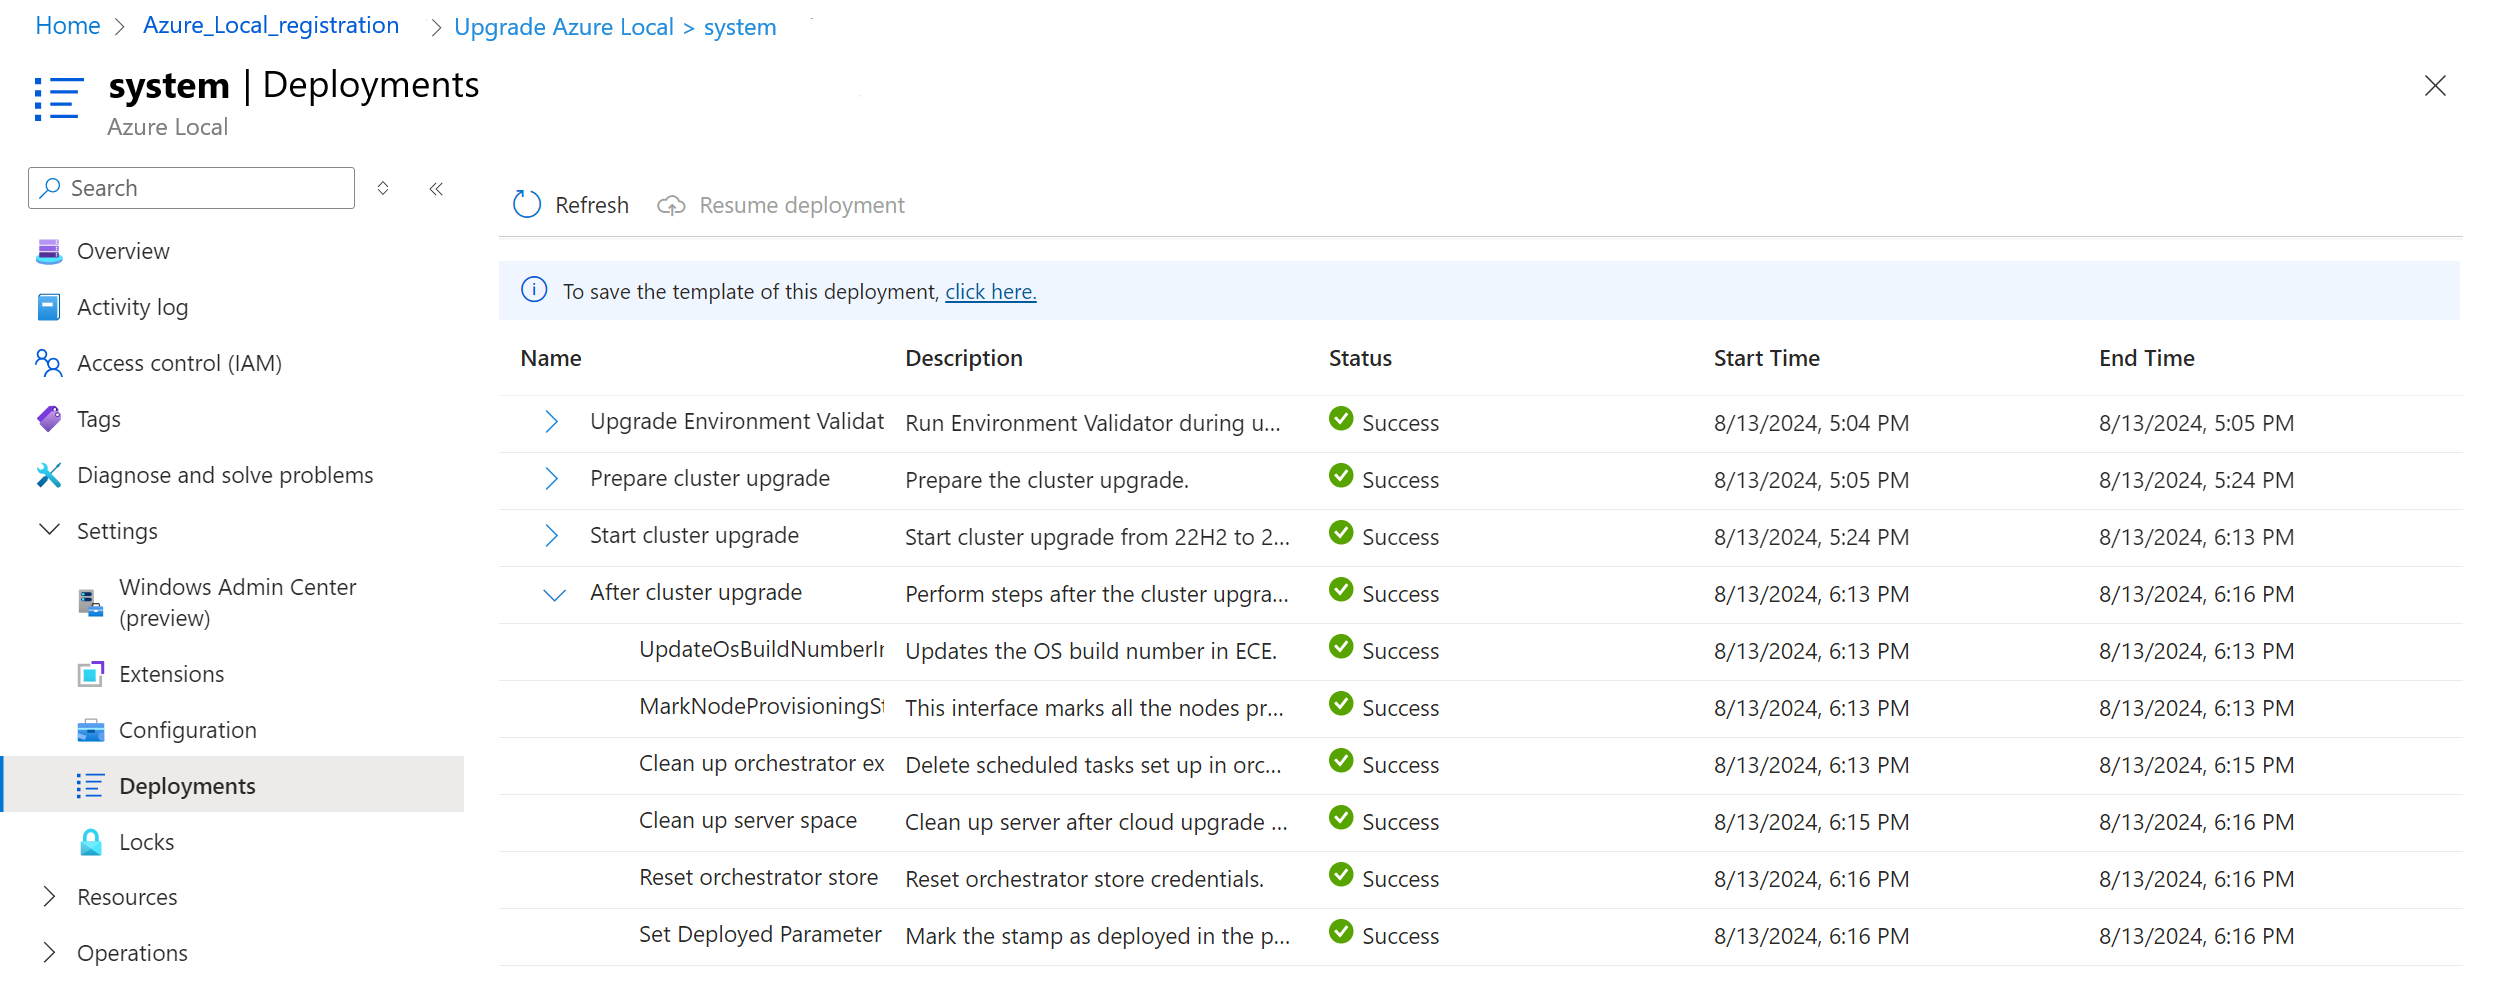 Home > Azure_Local_registration > Upgrade Azure Local > system
system | Deployments
Azure Local
Search
Refresh
Resume deployment
Overview
Activity log
Access control (IAM)
Tags
Diagnose and solve problems
Settings
Windows Admin Center
(preview)
Extensions
Configuration
Deployments
Locks
Resources
Operations
To save the template of this deployment, click here.
Name Description Status Start Time End Time
Upgrade Environment Validat Run Environment Validator during u... Success 8/13/2024, 5:04 PM 8/13/2024, 5:05 PM
Prepare cluster upgrade Prepare the cluster upgrade. Success 8/13/2024, 5:05 PM 8/13/2024, 5:24 PM
Start cluster upgrade Start cluster upgrade from 22H2 to 2... Success 8/13/2024, 5:24 PM 8/13/2024, 6:13 PM
After cluster upgrade Perform steps after the cluster upgra... Success 8/13/2024, 6:13 PM 8/13/2024, 6:16 PM
UpdateOsBuildNumberIn Updates the OS build number in ECE. Success 8/13/2024, 6:13 PM 8/13/2024, 6:13 PM
MarkNodeProvisioningSt This interface marks all the nodes pr... Success 8/13/2024, 6:13 PM 8/13/2024, 6:13 PM
Clean up orchestrator ex Delete scheduled tasks set up in orc... Success 8/13/2024, 6:13 PM 8/13/2024, 6:15 PM
Clean up server space Clean up server after cloud upgrade ... Success 8/13/2024, 6:15 PM 8/13/2024, 6:16 PM
Reset orchestrator store Reset orchestrator store credentials. Success 8/13/2024, 6:16 PM 8/13/2024, 6:16 PM
Set Deployed Parameter Mark the stamp as deployed in the p... Success 8/13/2024, 6:16 PM 8/13/2024, 6:16 PM